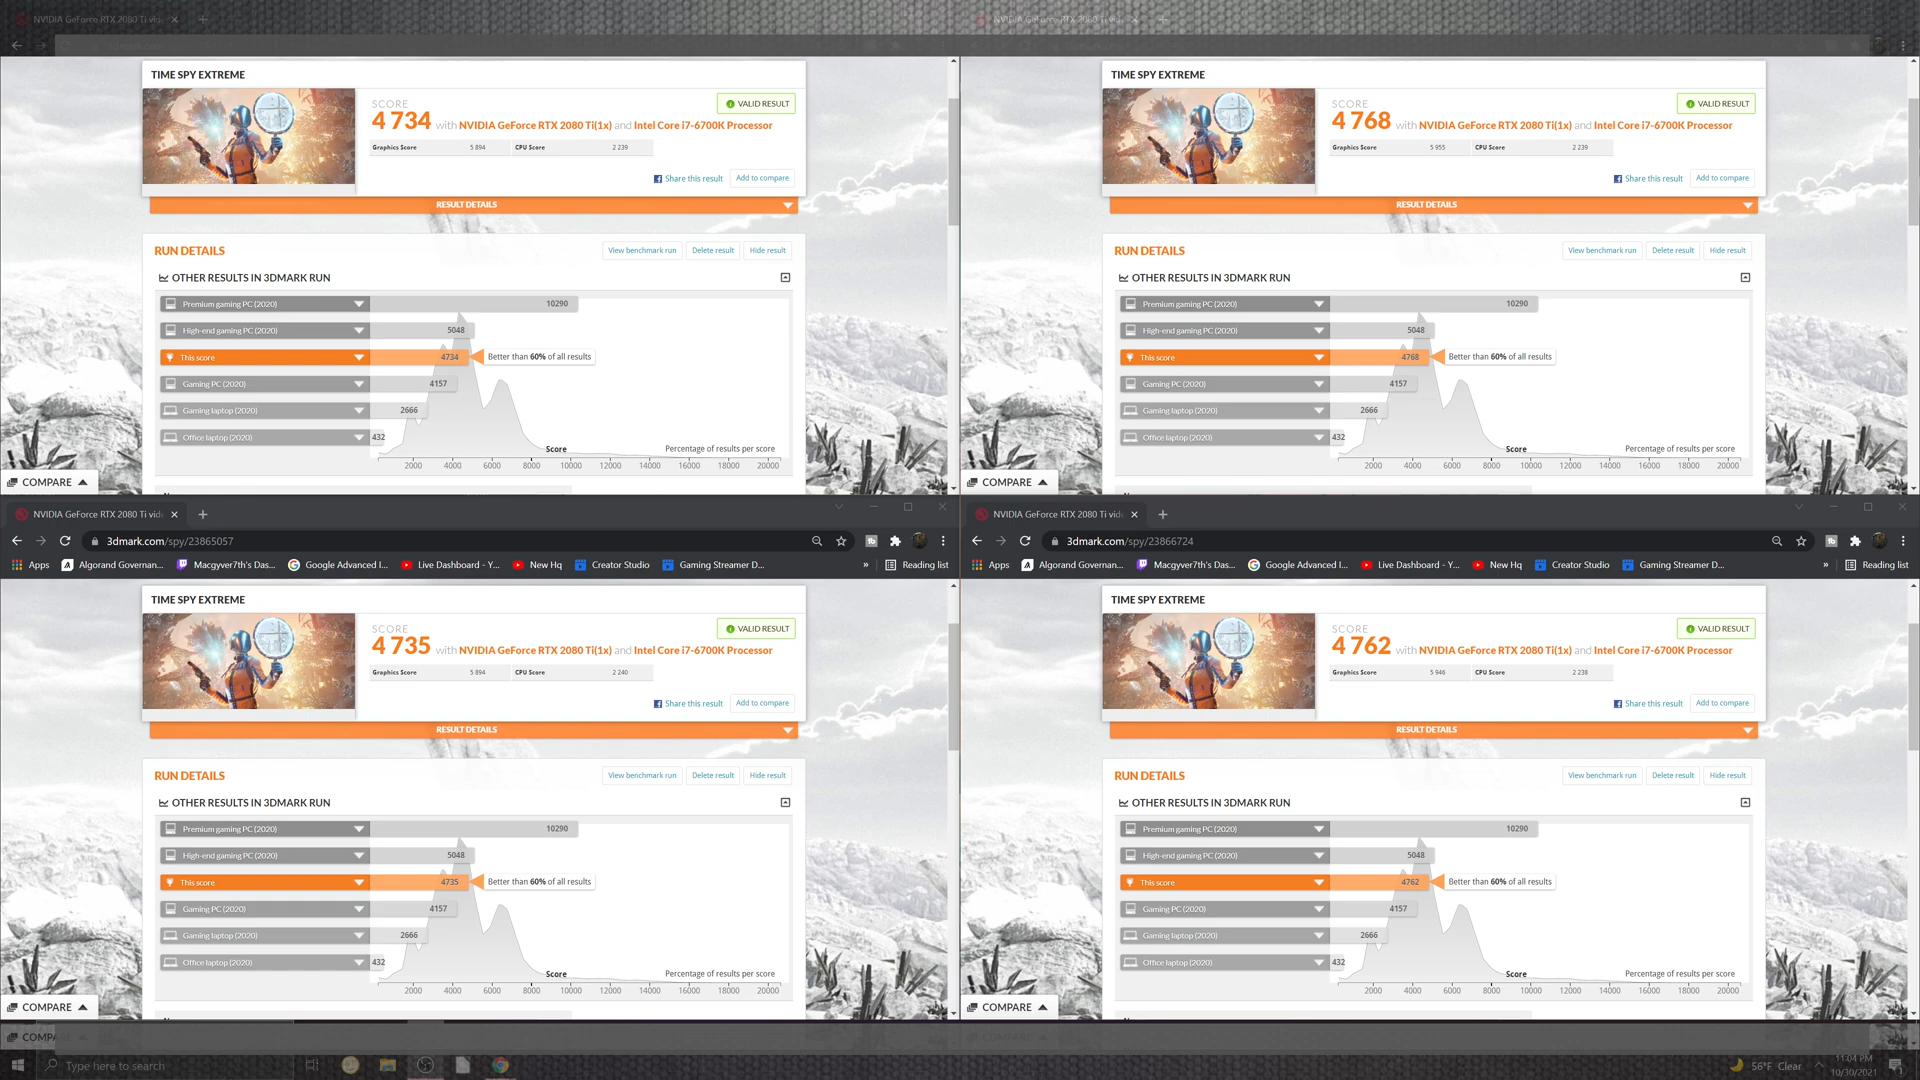 NVIDIA GeForce RTX 2080 Ti vid
NVIDIA GeForce RTX 2080 Ti vid
TIME SPY EXTREME
SCORE
VALID RESULT
4 734 with NVIDIA GeForce RTX 2080 Ti(1x) and Intel Core i7-6700K Processor
Graphics Score 5 894 CPU Score 2 239
Share this result Add to compare
RESULT DETAILS
RUN DETAILS
View benchmark run Delete result Hide result
OTHER RESULTS IN 3DMARK RUN
Premium gaming PC (2020) 10290
High-end gaming PC (2020) 5048
This score 4734 Better than 60% of all results
Gaming PC (2020) 4157
Gaming laptop (2020) 2666
Office laptop (2020) 432
Score Percentage of results per score
2000 4000 6000 8000 10000 12000 14000 16000 18000 20000
COMPARE
TIME SPY EXTREME
SCORE
VALID RESULT
4 768 with NVIDIA GeForce RTX 2080 Ti(1x) and Intel Core i7-6700K Processor
Graphics Score 5 955 CPU Score 2 239
Share this result Add to compare
RESULT DETAILS
RUN DETAILS
View benchmark run Delete result Hide result
OTHER RESULTS IN 3DMARK RUN
Premium gaming PC (2020) 10290
High-end gaming PC (2020) 5048
This score 4768 Better than 60% of all results
Gaming PC (2020) 4157
Gaming laptop (2020) 2666
Office laptop (2020) 432
Score Percentage of results per score
2000 4000 6000 8000 10000 12000 14000 16000 18000 20000
COMPARE
NVIDIA GeForce RTX 2080 Ti vide
3dmark.com/spy/23865057
Apps Algorand Governan... Macgyver7th's Das... Google Advanced I... Live Dashboard - Y... New Hq Creator Studio Gaming Streamer D... » Reading list
TIME SPY EXTREME
SCORE
VALID RESULT
4 735 with NVIDIA GeForce RTX 2080 Ti(1x) and Intel Core i7-6700K Processor
Graphics Score 5 894 CPU Score 2 240
Share this result Add to compare
RESULT DETAILS
RUN DETAILS
View benchmark run Delete result Hide result
OTHER RESULTS IN 3DMARK RUN
Premium gaming PC (2020) 10290
High-end gaming PC (2020) 5048
This score 4735 Better than 60% of all results
Gaming PC (2020) 4157
Gaming laptop (2020) 2666
Office laptop (2020) 432
Score Percentage of results per score
2000 4000 6000 8000 10000 12000 14000 16000 18000 20000
COMPARE
NVIDIA GeForce RTX 2080 Ti vide
3dmark.com/spy/23866724
Apps Algorand Governan... Macgyver7th's Das... Google Advanced I... Live Dashboard - Y... New Hq Creator Studio Gaming Streamer D... » Reading list
TIME SPY EXTREME
SCORE
VALID RESULT
4 762 with NVIDIA GeForce RTX 2080 Ti(1x) and Intel Core i7-6700K Processor
Graphics Score 5 946 CPU Score 2 238
Share this result Add to compare
RESULT DETAILS
RUN DETAILS
View benchmark run Delete result Hide result
OTHER RESULTS IN 3DMARK RUN
Premium gaming PC (2020) 10290
High-end gaming PC (2020) 5048
This score 4762 Better than 60% of all results
Gaming PC (2020) 4157
Gaming laptop (2020) 2666
Office laptop (2020) 432
Score Percentage of results per score
2000 4000 6000 8000 10000 12000 14000 16000 18000 20000
COMPARE
COMPA
Type here to search
56°F Clear
11:04 PM
10/30/2021